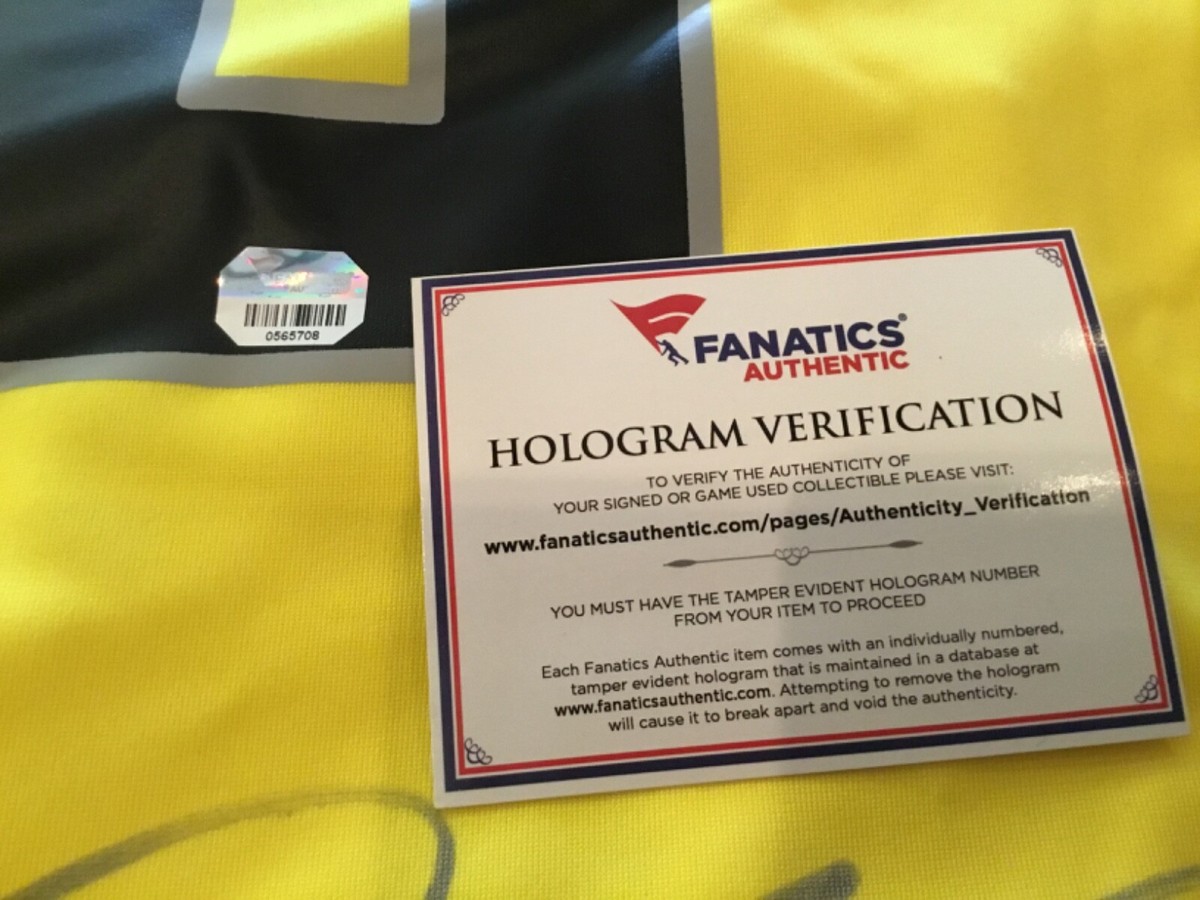 0565708
FANATICS®
AUTHENTIC
HOLOGRAM VERIFICATION
TO VERIFY THE AUTHENTICITY OF
YOUR SIGNED OR GAME USED COLLECTIBLE PLEASE VISIT:
www.fanaticsauthentic.com/pages/Authenticity_Verification
YOU MUST HAVE THE TAMPER EVIDENT HOLOGRAM NUMBER
FROM YOUR ITEM TO PROCEED
Each Fanatics Authentic item comes with an individually numbered,
tamper evident hologram that is maintained in a database at
www.fanaticsauthentic.com. Attempting to remove the hologram
will cause it to break apart and void the authenticity.